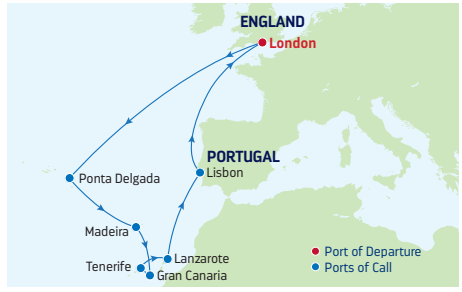 ENGLAND
London
PORTUGAL
Lisbon
Ponta Delgada
Madeira
Lanzarote
Tenerife
Gran Canaria
Port of Departure
Ports of Call